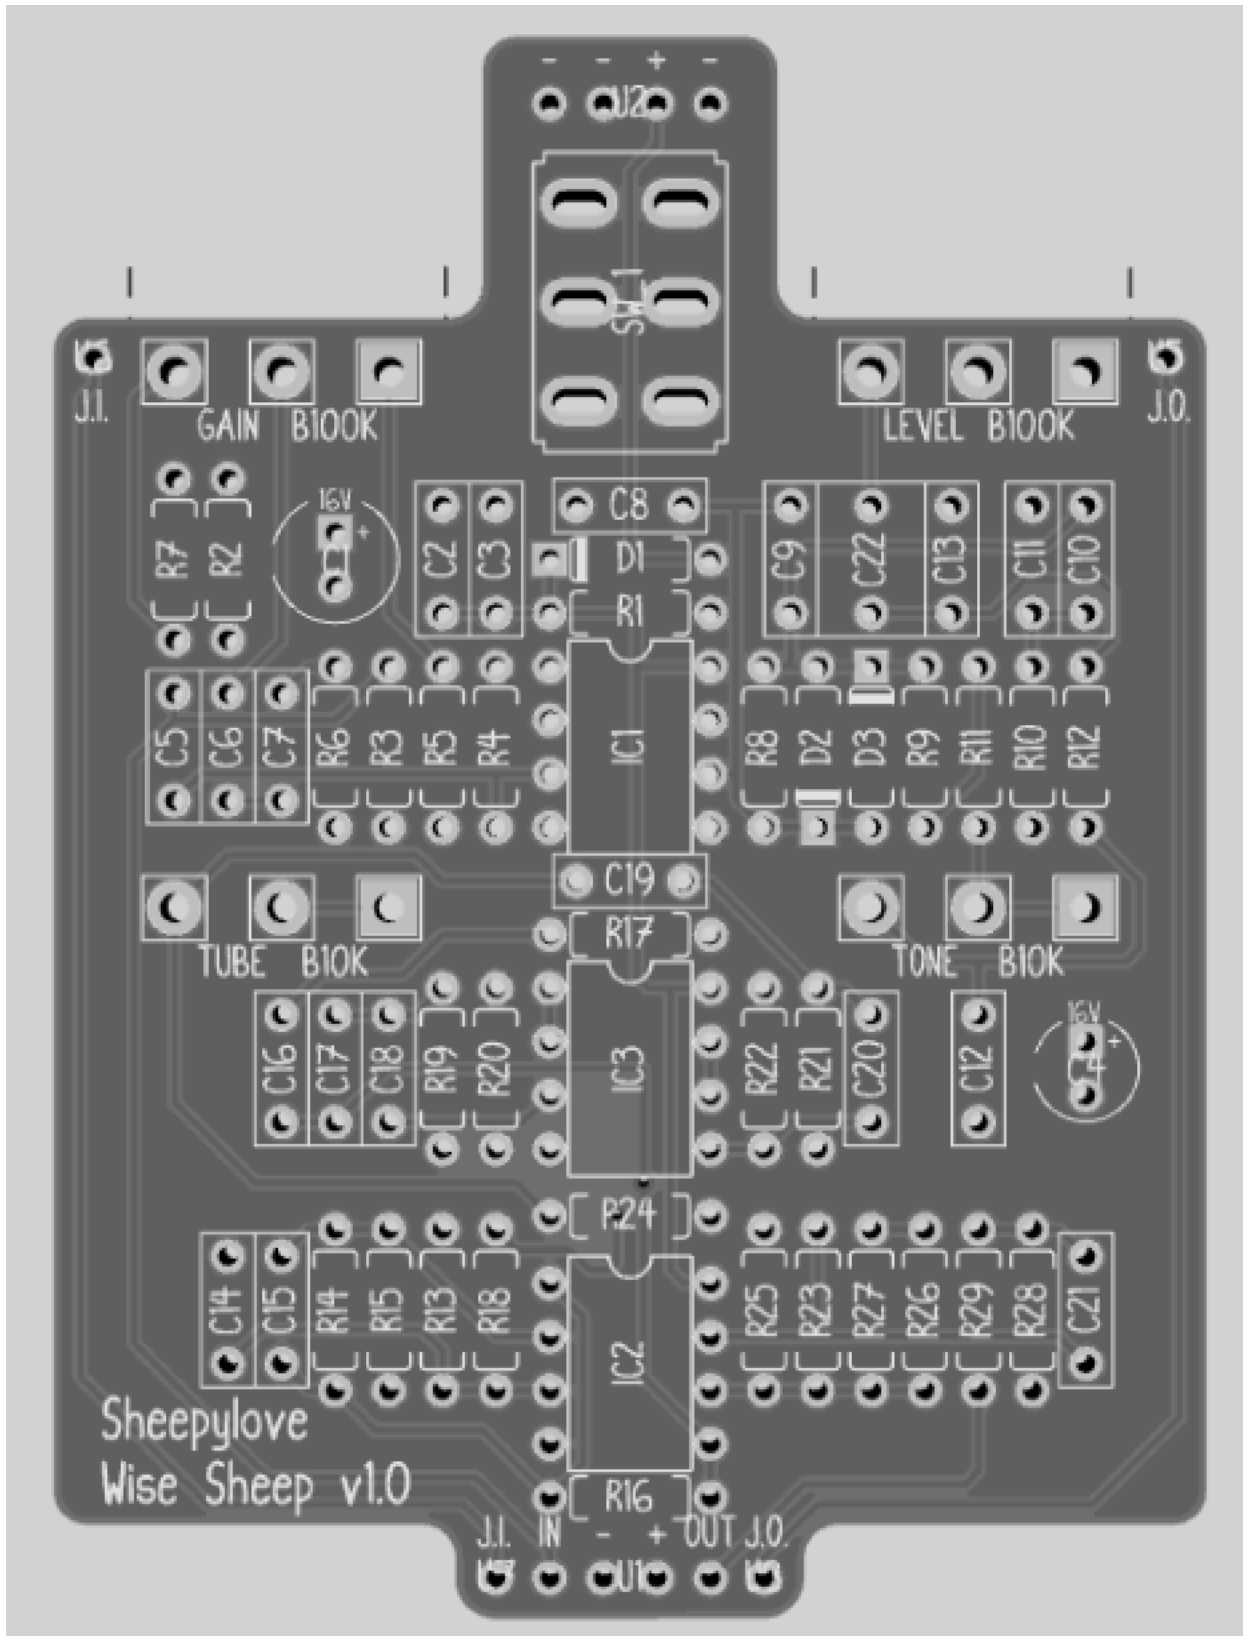 - - + -
U2
SW_1
J.I.
J.O.
GAIN B100K
LEVEL B100K
16V
+
R7 R2 C2 C3 C8 C9 C22 C13 C11 C10
D1
R1
C5 C6 C7 R6 R3 R5 R4 IC1 R8 D2 D3 R9 R11 R10 R12
C19
R17
TUBE B10K
TONE B10K
16V
+
C16 C17 C18 R19 R20 IC3 R22 R21 C20 C12
R24
C14 C15 R14 R15 R13 R18 IC2 R25 R23 R27 R26 R29 R28 C21
Sheepylove
Wise Sheep v1.0
R16
J.I. IN - + OUT J.O.
U1